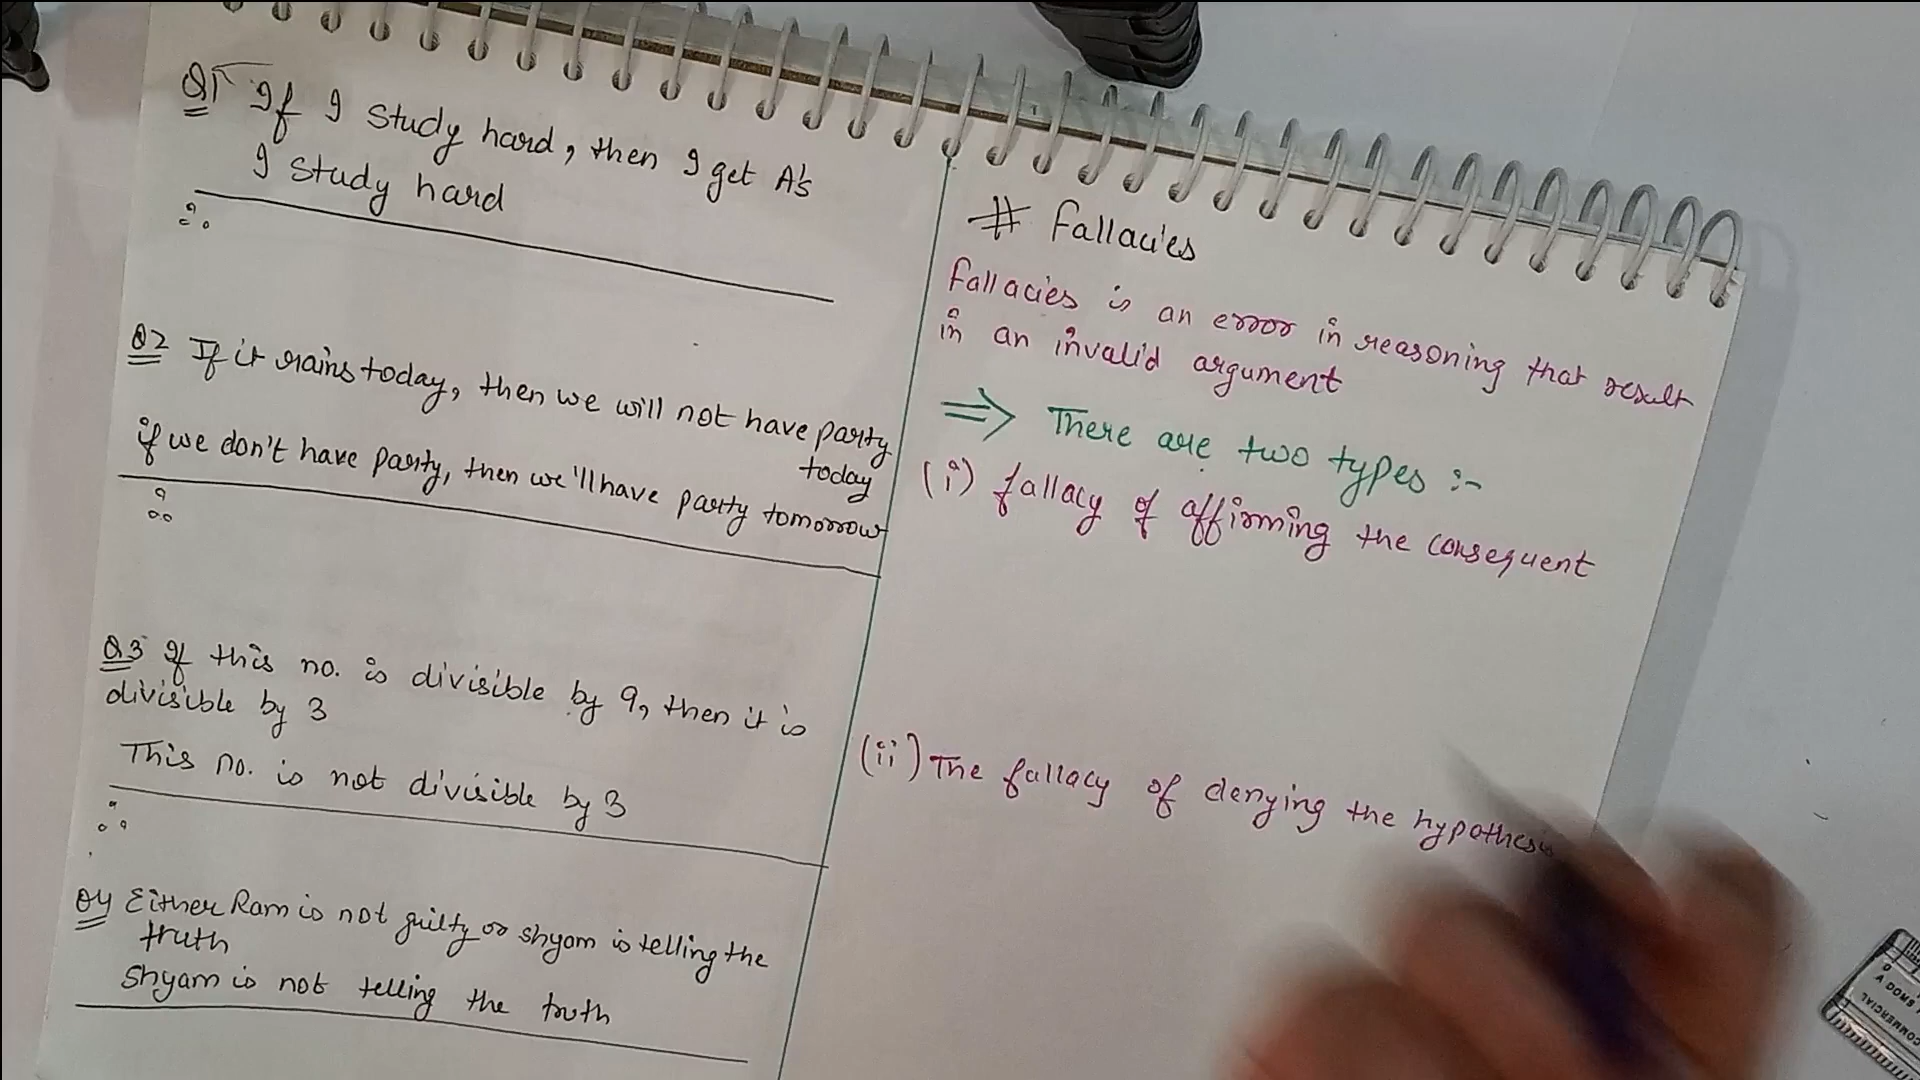 Q1 If I study hard, then I get A's
I study hard
∴
Q2 If it rains today, then we will not have party
today
if we don't have party, then we'll have party tomorrow
∴
Q3 If this no. is divisible by 9, then it is
divisible by 3
This no. is not divisible by 3
∴
Q4 Either Ram is not guilty or shyam is telling the
truth
Shyam is not telling the truth
# Fallacies
Fallacies is an error in reasoning that result
in an invalid argument
⇒ There are two types :-
(i) fallacy of affirming the consequent
(ii) The fallacy of denying the hypothesis
COMMERCIAL